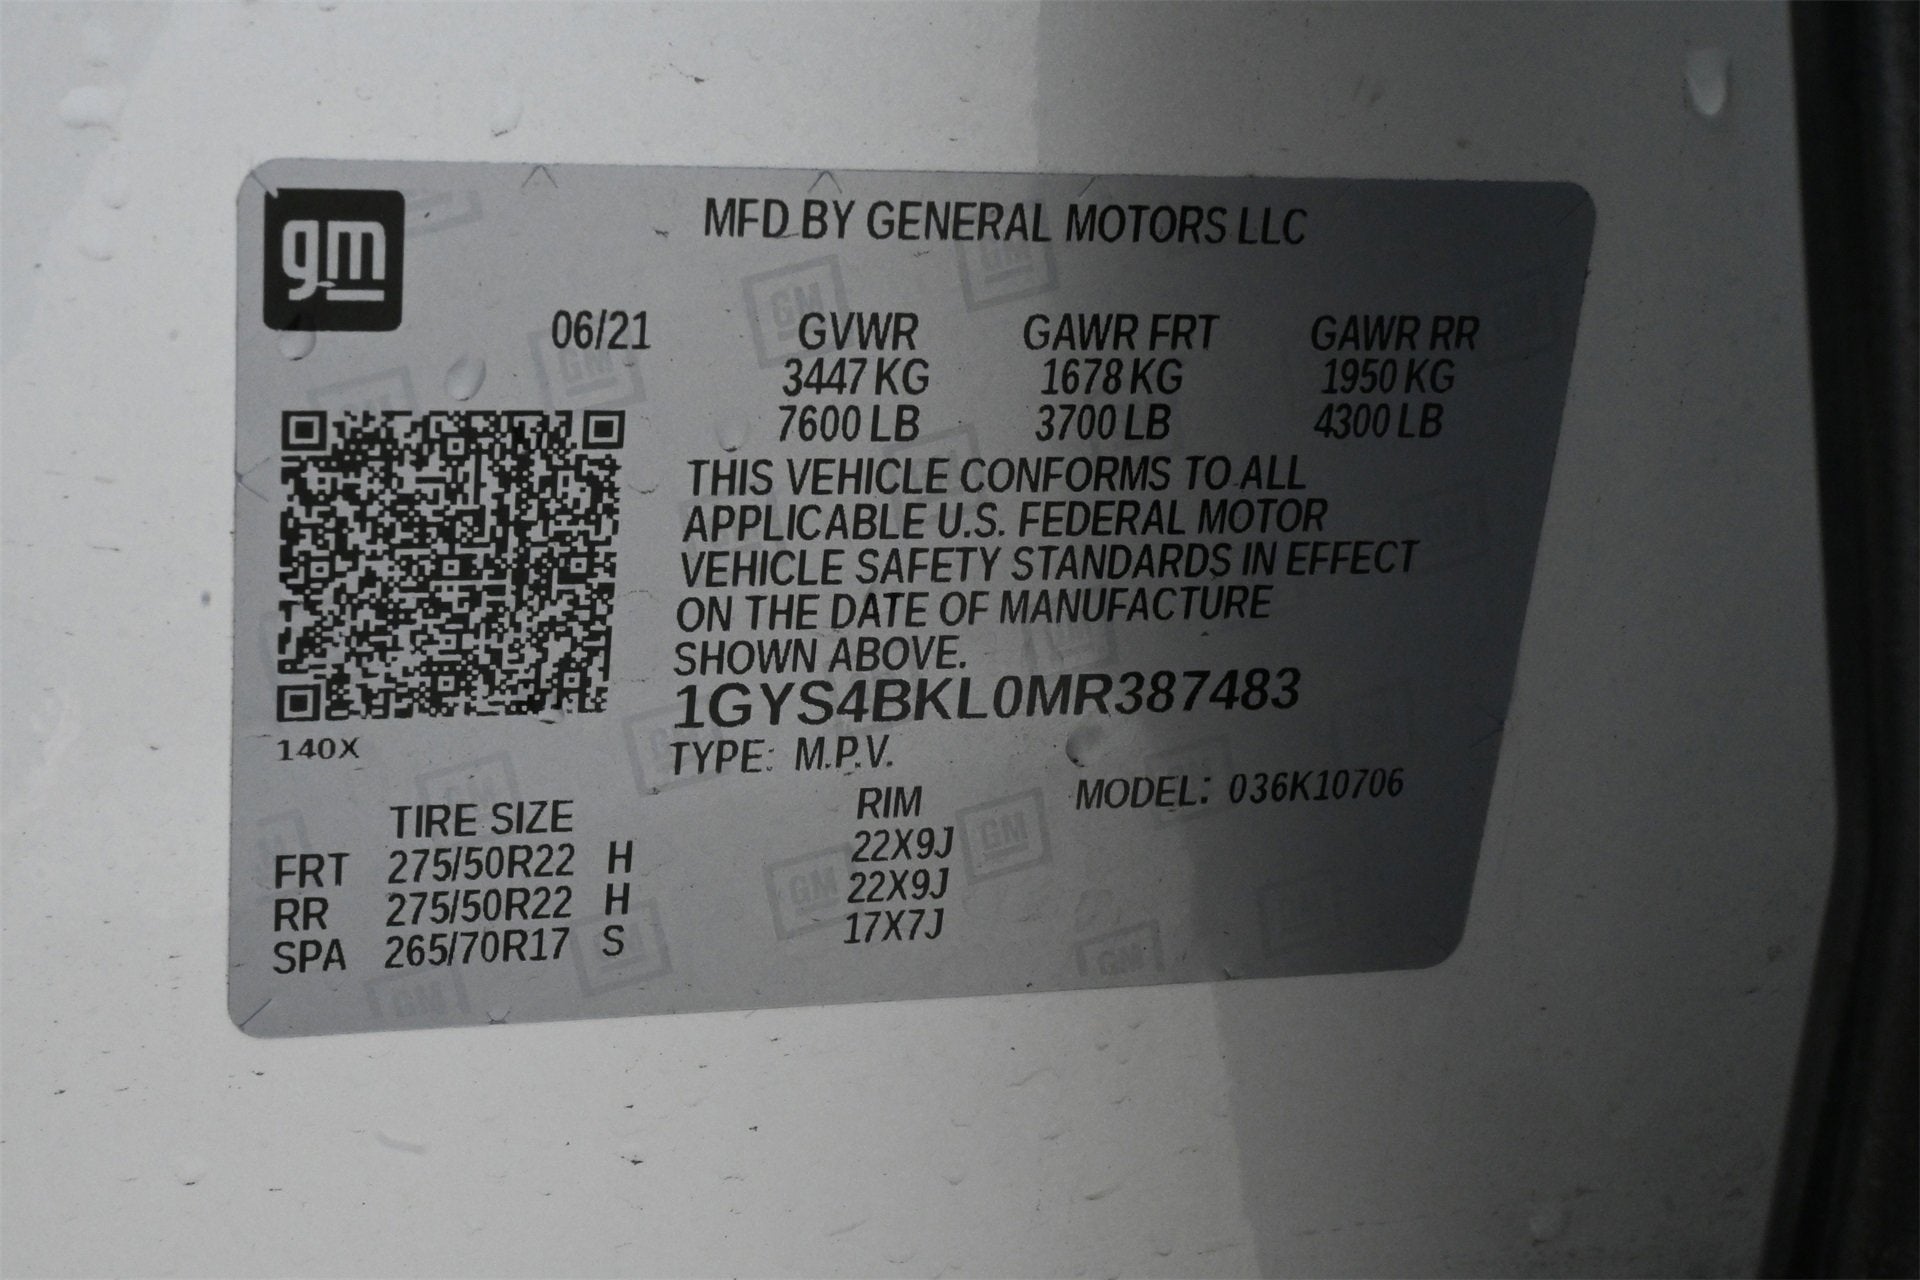 gm
MFD BY GENERAL MOTORS LLC
06/21 GVWR GAWR FRT GAWR RR
3447 KG 1678 KG 1950 KG
7600 LB 3700 LB 4300 LB
THIS VEHICLE CONFORMS TO ALL
APPLICABLE U.S. FEDERAL MOTOR
VEHICLE SAFETY STANDARDS IN EFFECT
ON THE DATE OF MANUFACTURE
SHOWN ABOVE.
1GYS4BKL0MR387483
140X
TYPE: M.P.V.
MODEL: 036K10706
TIRE SIZE RIM
FRT 275/50R22 H 22X9J
RR 275/50R22 H 22X9J
SPA 265/70R17 S 17X7J